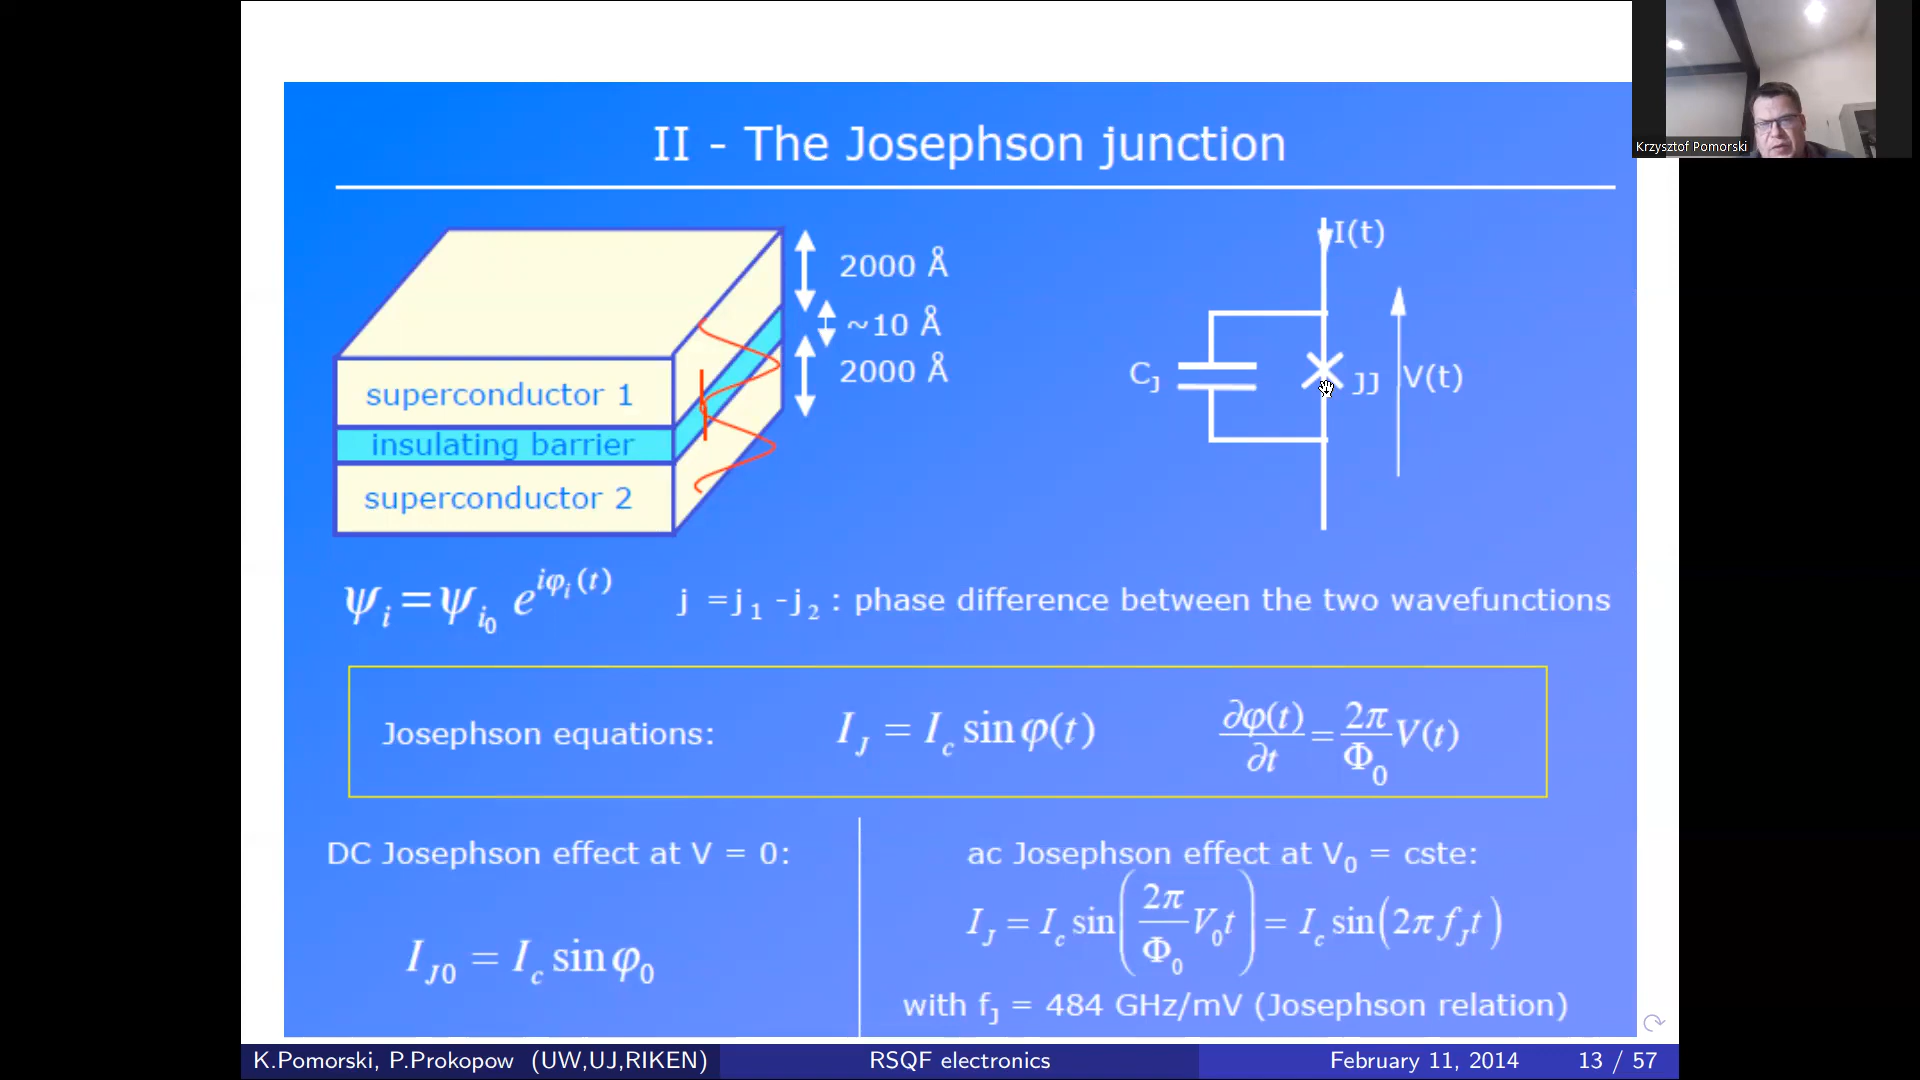 Krzysztof Pomorski
II - The Josephson junction
I(t)
2000 Å
~10 Å
2000 Å
C_J
JJ
V(t)
superconductor 1
insulating barrier
superconductor 2
ψ_i = ψ_{i_0} e^{iφ_i(t)}
j =j_1 -j_2 : phase difference between the two wavefunctions
Josephson equations:
I_J = I_c sin φ(t)
∂φ(t)/∂t = 2π/Φ_0 V(t)
DC Josephson effect at V = 0:
I_{J0} = I_c sin φ_0
ac Josephson effect at V_0 = cste:
I_J = I_c sin(2π/Φ_0 V_0 t) = I_c sin(2π f_J t)
with f_J = 484 GHz/mV (Josephson relation)
K.Pomorski, P.Prokopow (UW,UJ,RIKEN)
RSQF electronics
February 11, 2014
13 / 57